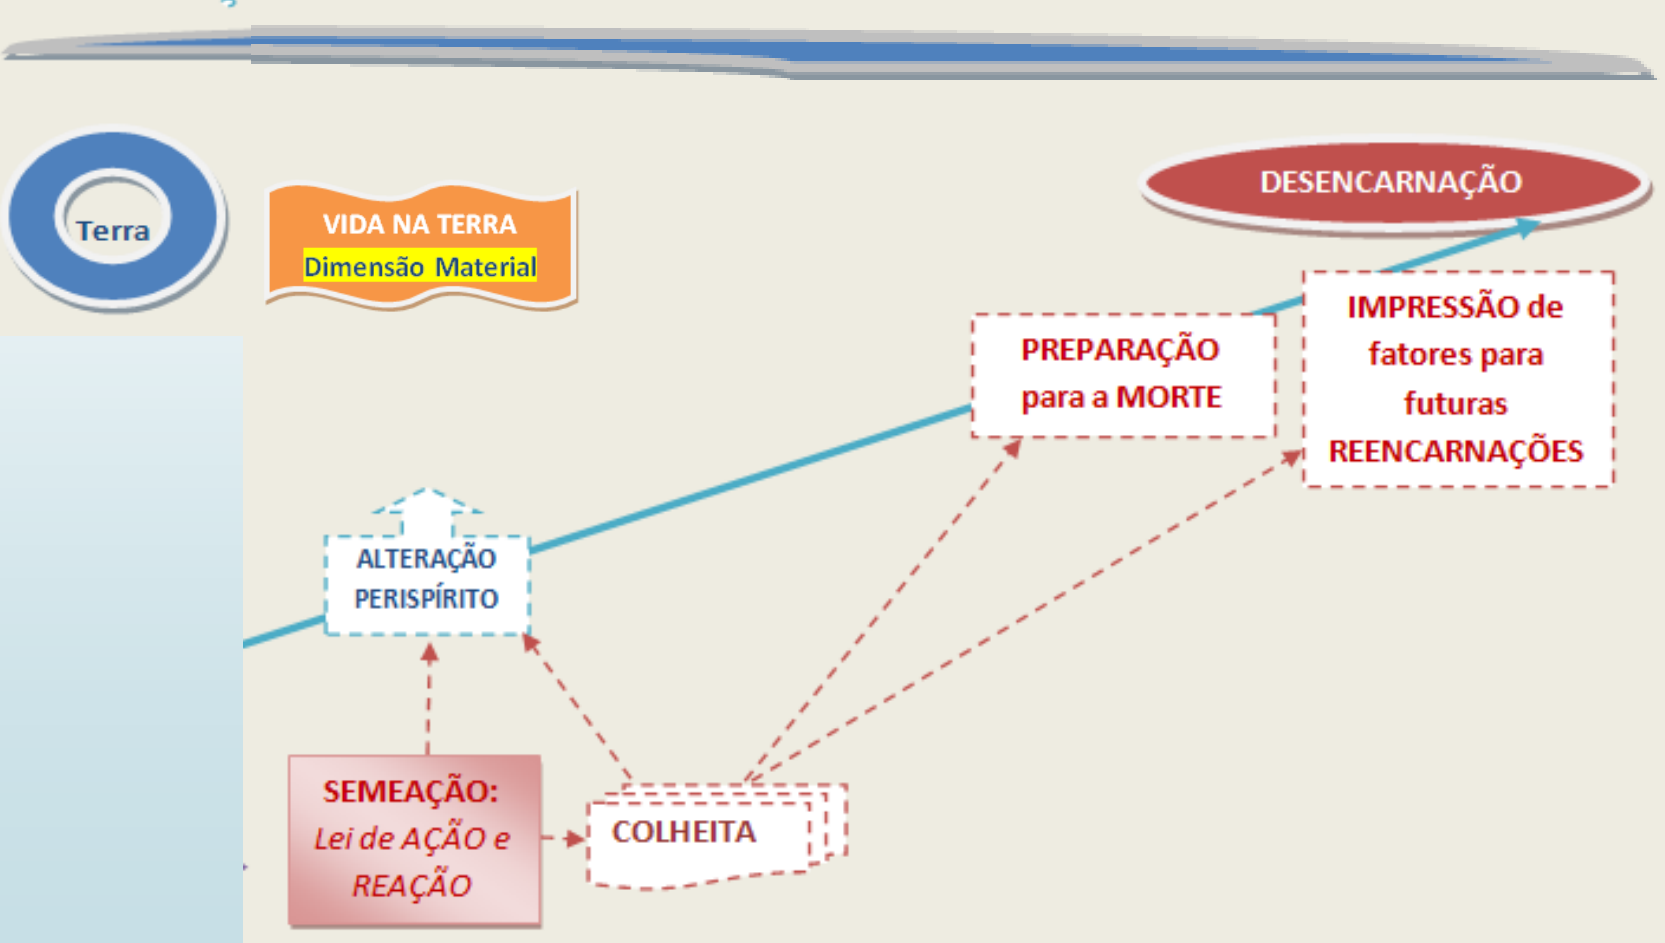 Terra
VIDA NA TERRA
Dimensão Material
DESENCARNAÇÃO
IMPRESSÃO de
fatores para
futuras
REENCARNAÇÕES
PREPARAÇÃO
para a MORTE
ALTERAÇÃO
PERISPÍRITO
SEMEAÇÃO:
Lei de AÇÃO e
REAÇÃO
COLHEITA